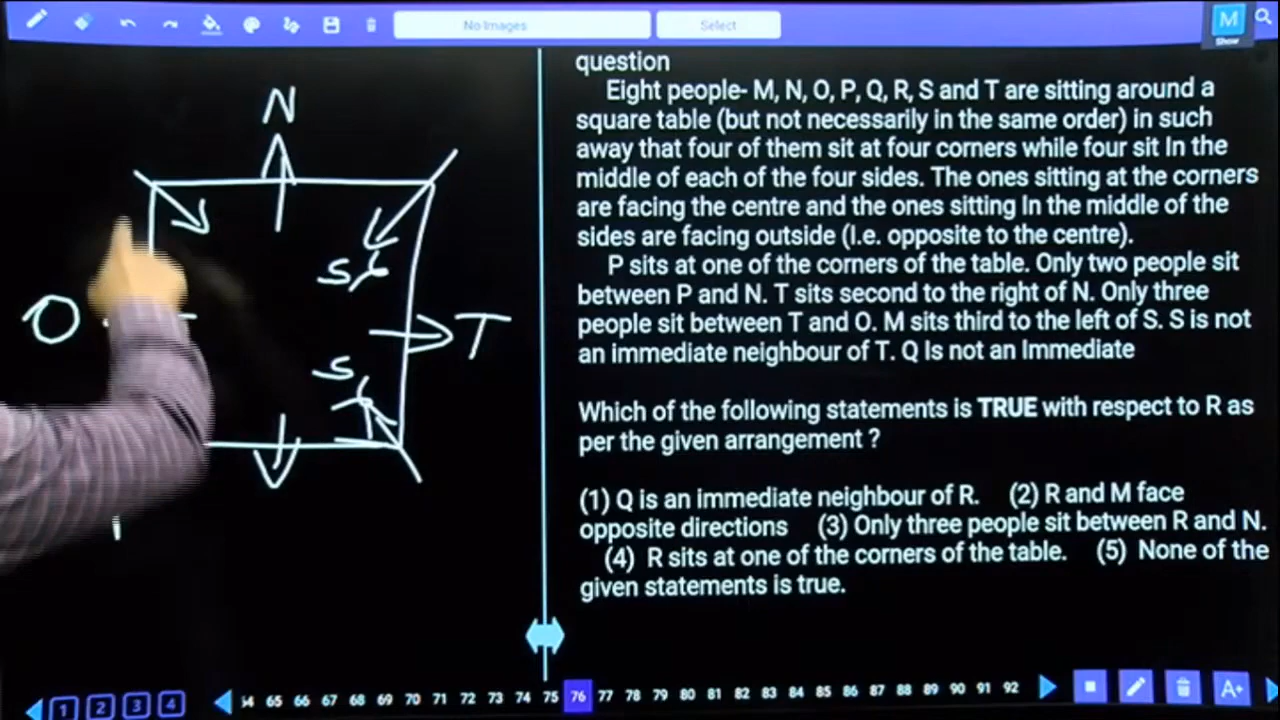 No Images
Select
M
Show
question
Eight people- M, N, O, P, Q, R, S and T are sitting around a
square table (but not necessarily in the same order) in such
away that four of them sit at four corners while four sit In the
middle of each of the four sides. The ones sitting at the corners
are facing the centre and the ones sitting In the middle of the
sides are facing outside (I.e. opposite to the centre).
P sits at one of the corners of the table. Only two people sit
between P and N. T sits second to the right of N. Only three
people sit between T and O. M sits third to the left of S. S is not
an immediate neighbour of T. Q Is not an Immediate
Which of the following statements is TRUE with respect to R as
per the given arrangement ?
(1) Q is an immediate neighbour of R. (2) R and M face
opposite directions (3) Only three people sit between R and N.
(4) R sits at one of the corners of the table. (5) None of the
given statements is true.
N
S
O
T
S
1 2 3 4
65 66 67 68 69 70 71 72 73 74 75 76 77 78 79 80 81 82 83 84 85 86 87 88 89 90 91 92
A+